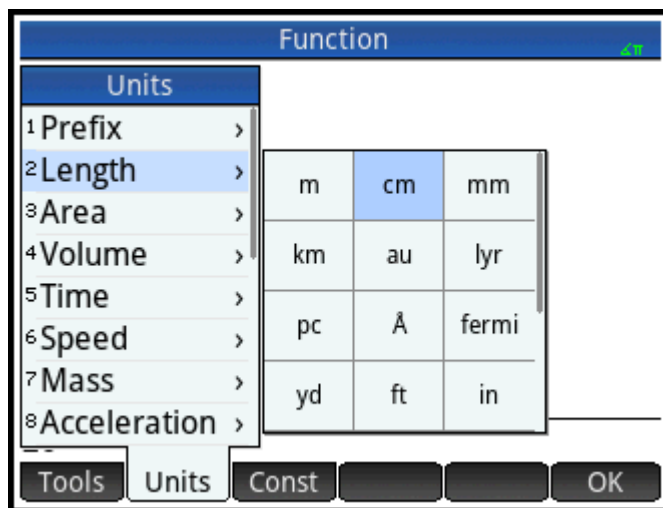 Function
∡π
Units
1 Prefix >
2 Length >
3 Area >
4 Volume >
5 Time >
6 Speed >
7 Mass >
8 Acceleration >
m cm mm
km au lyr
pc Å fermi
yd ft in
Tools Units Const OK